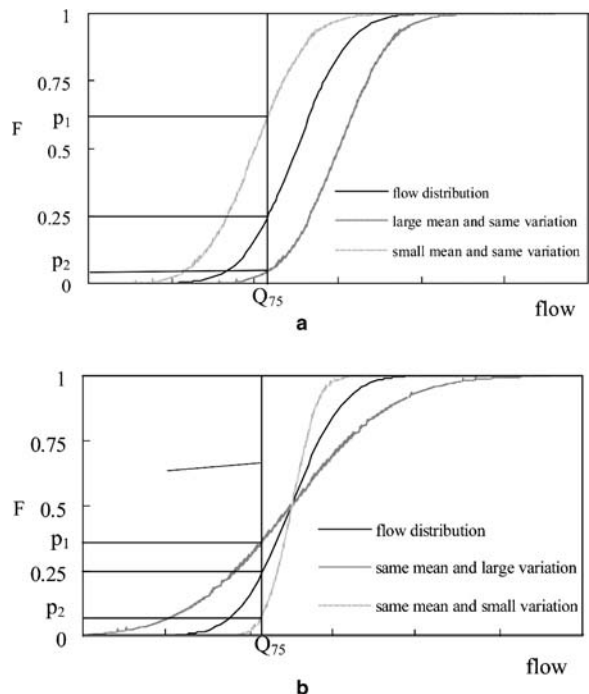 1
0.75
p1
F
0.5
flow distribution
large mean and same variation
0.25
small mean and same variation
p2
0
Q75
flow
a
1
0.75
F
0.5
p1
flow distribution
0.25
same mean and large variation
p2
same mean and small variation
0
Q75
flow
b